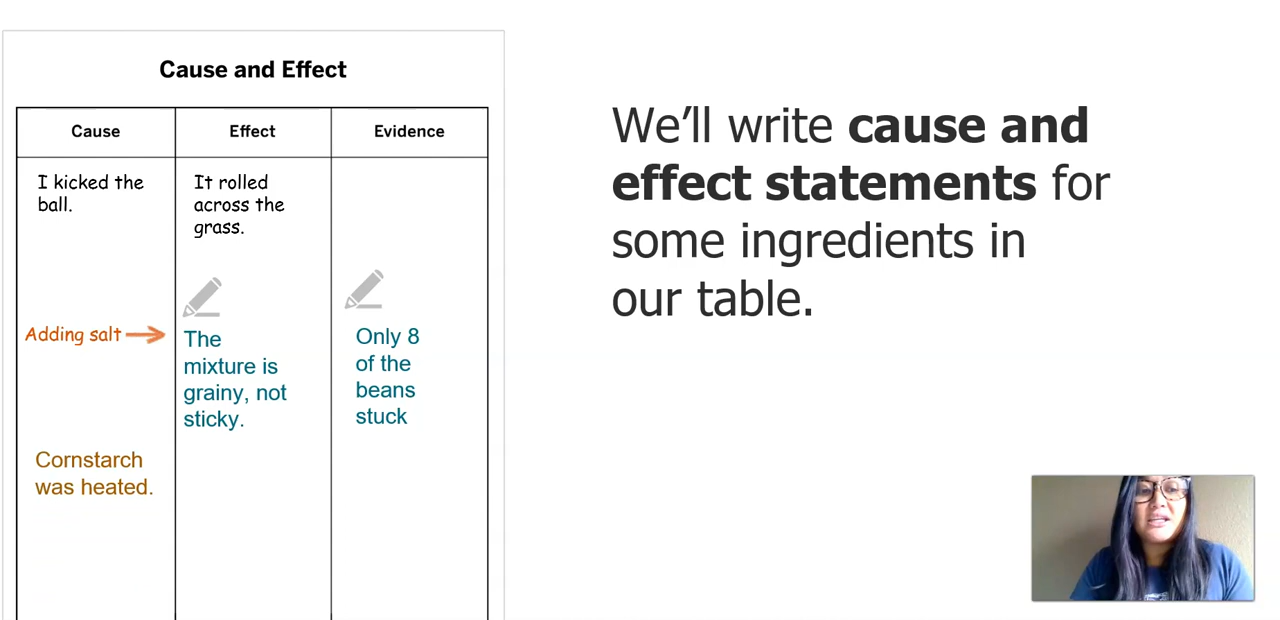 Cause and Effect
Cause
Effect
Evidence
I kicked the
ball.
It rolled
across the
grass.
Adding salt
The
mixture is
grainy, not
sticky.
Only 8
of the
beans
stuck
Cornstarch
was heated.
We'll write cause and
effect statements for
some ingredients in
our table.